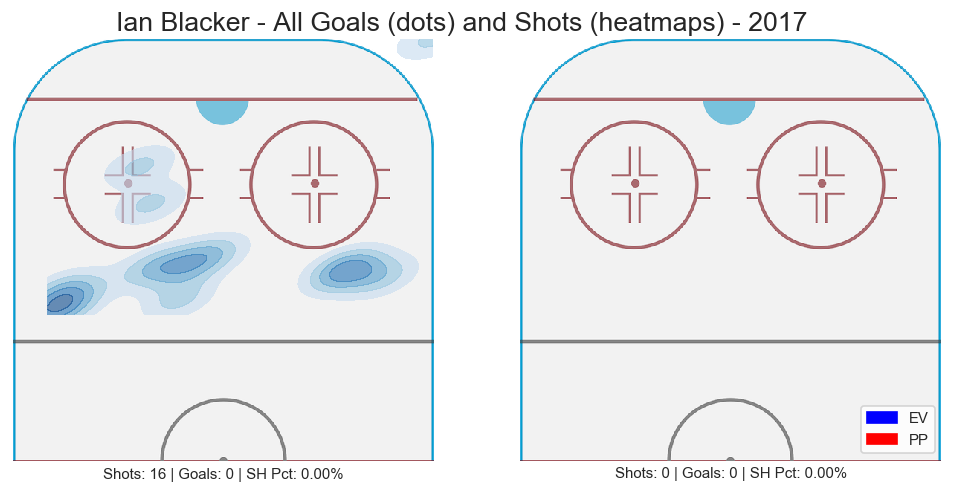 Ian Blacker - All Goals (dots) and Shots (heatmaps) - 2017
EV
PP
Shots: 16 | Goals: 0 | SH Pct: 0.00%
Shots: 0 | Goals: 0 | SH Pct: 0.00%